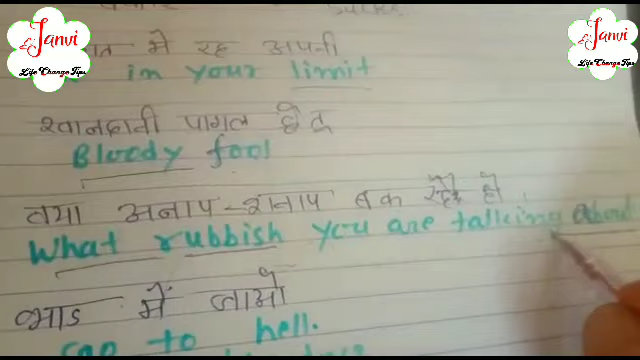 Janvi
Life Change Tips
Janvi
Life Change Tips
में रह अपनी
in your limit
खानदानी पागल है तू
Bloody fool
क्या अनाप-शनाप बक रहे हो
What rubbish you are talking about
भाड में जाओ
Go to hell.